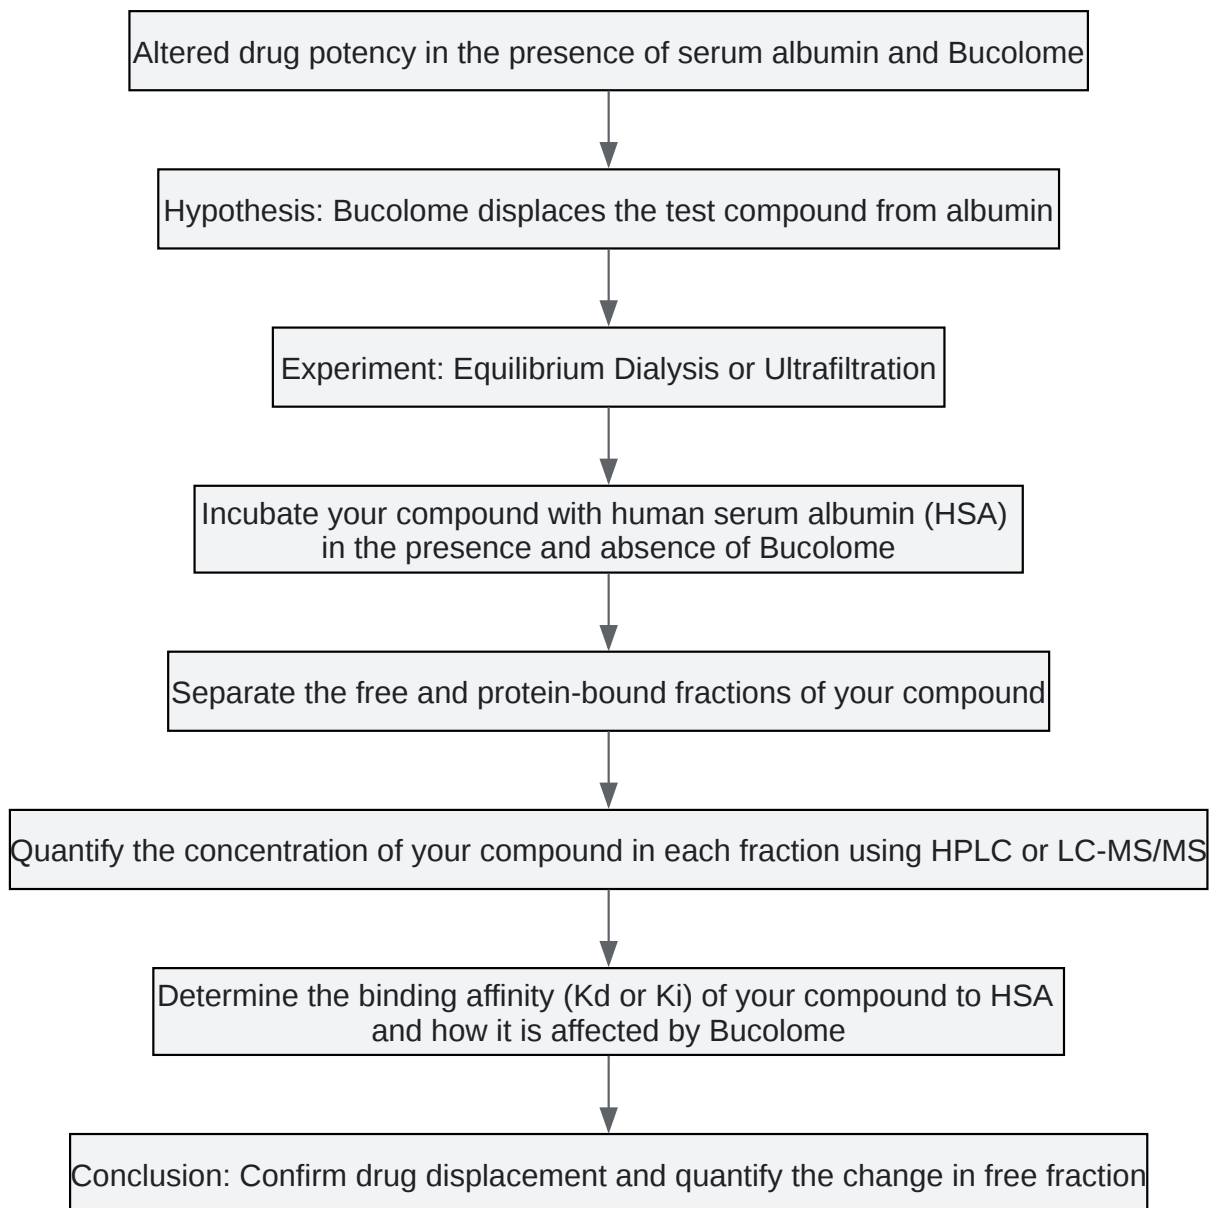 Altered drug potency in the presence of serum albumin and Bucolome
Hypothesis: Bucolome displaces the test compound from albumin
Experiment: Equilibrium Dialysis or Ultrafiltration
Incubate your compound with human serum albumin (HSA)
in the presence and absence of Bucolome
Separate the free and protein-bound fractions of your compound
Quantify the concentration of your compound in each fraction using HPLC or LC-MS/MS
Determine the binding affinity (Kd or Ki) of your compound to HSA
and how it is affected by Bucolome
Conclusion: Confirm drug displacement and quantify the change in free fraction